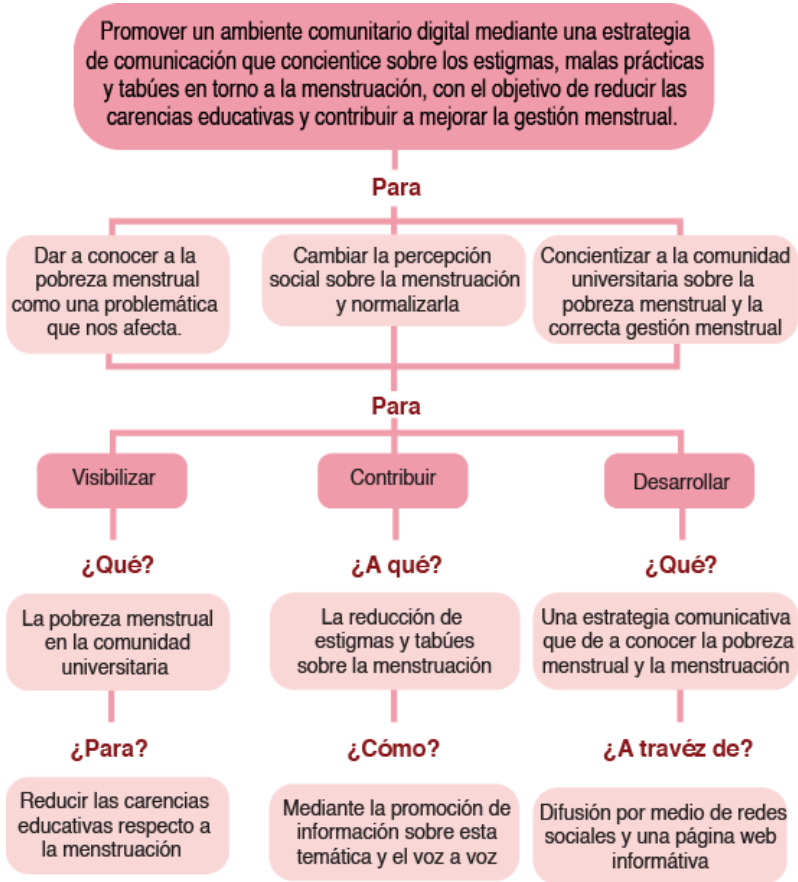 Promover un ambiente comunitario digital mediante una estrategia
de comunicación que concientice sobre los estigmas, malas prácticas
y tabúes en torno a la menstruación, con el objetivo de reducir las
carencias educativas y contribuir a mejorar la gestión menstrual.
Para
Dar a conocer a la
pobreza menstrual
como una problemática
que nos afecta.
Cambiar la percepción
social sobre la menstruación
y normalizarla
Concientizar a la comunidad
universitaria sobre la
pobreza menstrual y la
correcta gestión menstrual
Para
Visibilizar
Contribuir
Desarrollar
¿Qué?
¿A qué?
¿Qué?
La pobreza menstrual
en la comunidad
universitaria
La reducción de
estigmas y tabúes
sobre la menstruación
Una estrategia comunicativa
que de a conocer la pobreza
menstrual y la menstruación
¿Para?
¿Cómo?
¿A travéz de?
Reducir las carencias
educativas respecto a
la menstruación
Mediante la promoción de
información sobre esta
temática y el voz a voz
Difusión por medio de redes
sociales y una página web
informátiva